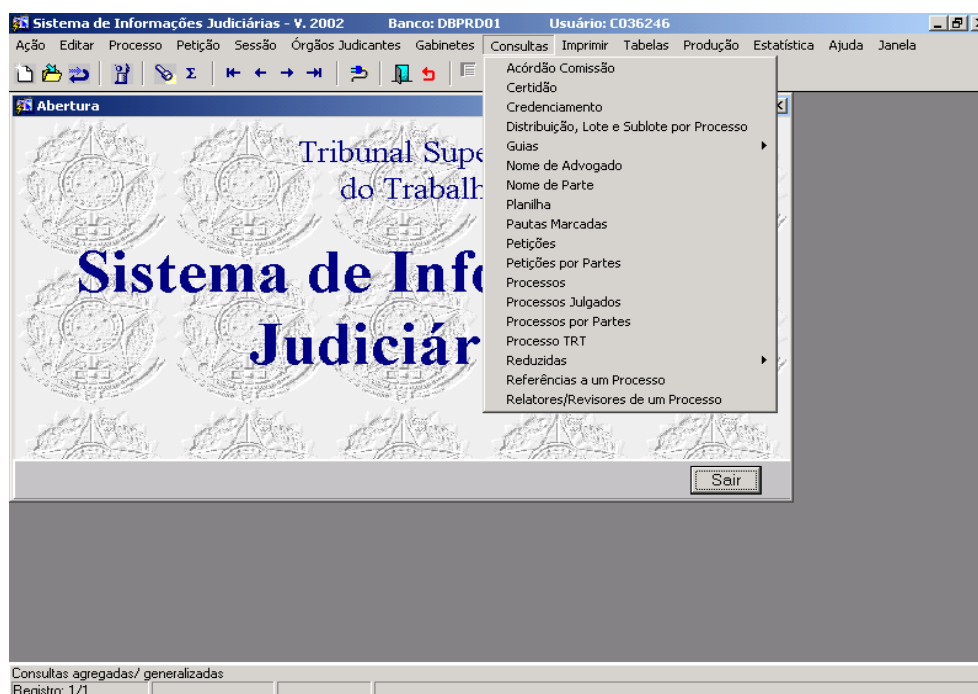 Sistema de Informações Judiciárias - V. 2002 Banco: DBPRD01 Usuário: C036246
Ação Editar Processo Petição Sessão Órgãos Judicantes Gabinetes Consultas Imprimir Tabelas Produção Estatística Ajuda Janela
Abertura
Tribunal Supe
do Trabalh
Sistema de Info
Judiciár
Acórdão Comissão
Certidão
Credenciamento
Distribuição, Lote e Sublote por Processo
Guias
Nome de Advogado
Nome de Parte
Planilha
Pautas Marcadas
Petições
Petições por Partes
Processos
Processos Julgados
Processos por Partes
Processo TRT
Reduzidas
Referências a um Processo
Relatores/Revisores de um Processo
Sair
Consultas agregadas/ generalizadas
Registro: 1/1